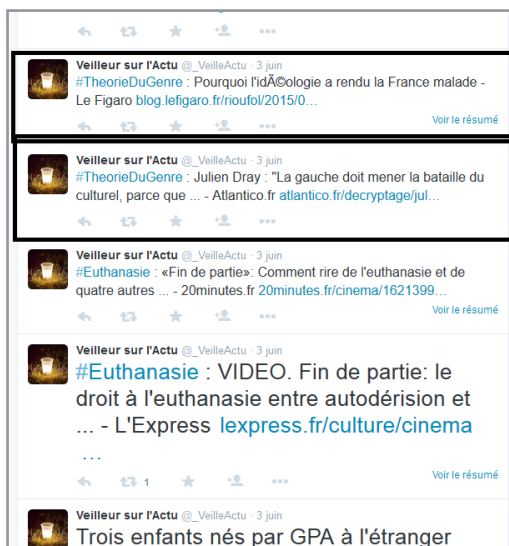 Veilleur sur l'Actu @_VeilleActu · 3 juin
#TheorieDuGenre : Pourquoi l'idÃ©ologie a rendu la France malade -
Le Figaro blog.lefigaro.fr/rioufol/2015/0…
Voir le résumé
Veilleur sur l'Actu @_VeilleActu · 3 juin
#TheorieDuGenre : Julien Dray : "La gauche doit mener la bataille du
culturel, parce que ... - Atlantico.fr atlantico.fr/decryptage/jul…
Veilleur sur l'Actu @_VeilleActu · 3 juin
#Euthanasie : «Fin de partie»: Comment rire de l'euthanasie et de
quatre autres ... - 20minutes.fr 20minutes.fr/cinema/1621399…
Voir le résumé
Veilleur sur l'Actu @_VeilleActu · 3 juin
#Euthanasie : VIDEO. Fin de partie: le
droit à l'euthanasie entre autodérision et
... - L'Express lexpress.fr/culture/cinema
…
1
Voir le résumé
Veilleur sur l'Actu @_VeilleActu · 3 juin
Trois enfants nés par GPA à l'étranger